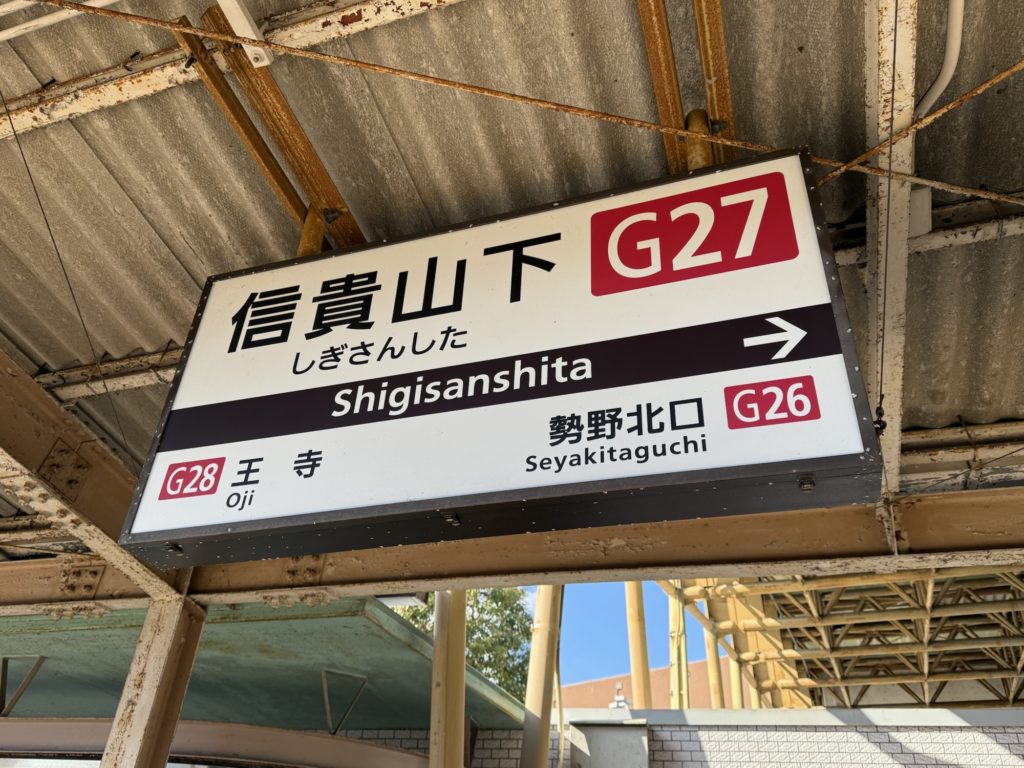 信貴山下 G27
しぎさんした
Shigisanshita →
G28 王寺 勢野北口 G26
Oji Seyakitaguchi